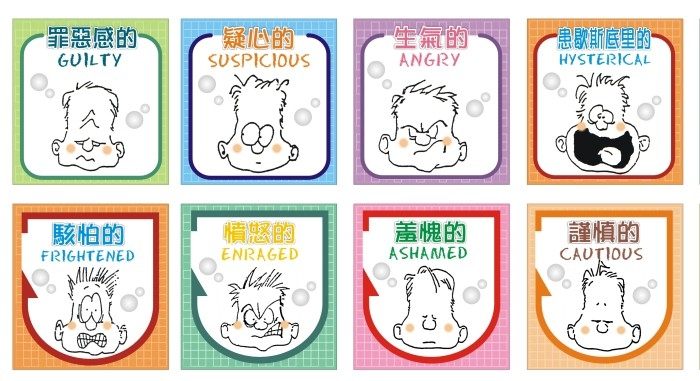 罪惡感的
GUILTY
疑心的
SUSPICIOUS
生氣的
ANGRY
患歇斯底里的
HYSTERICAL
駭怕的
FRIGHTENED
憤怒的
ENRAGED
羞愧的
ASHAMED
謹慎的
CAUTIOUS